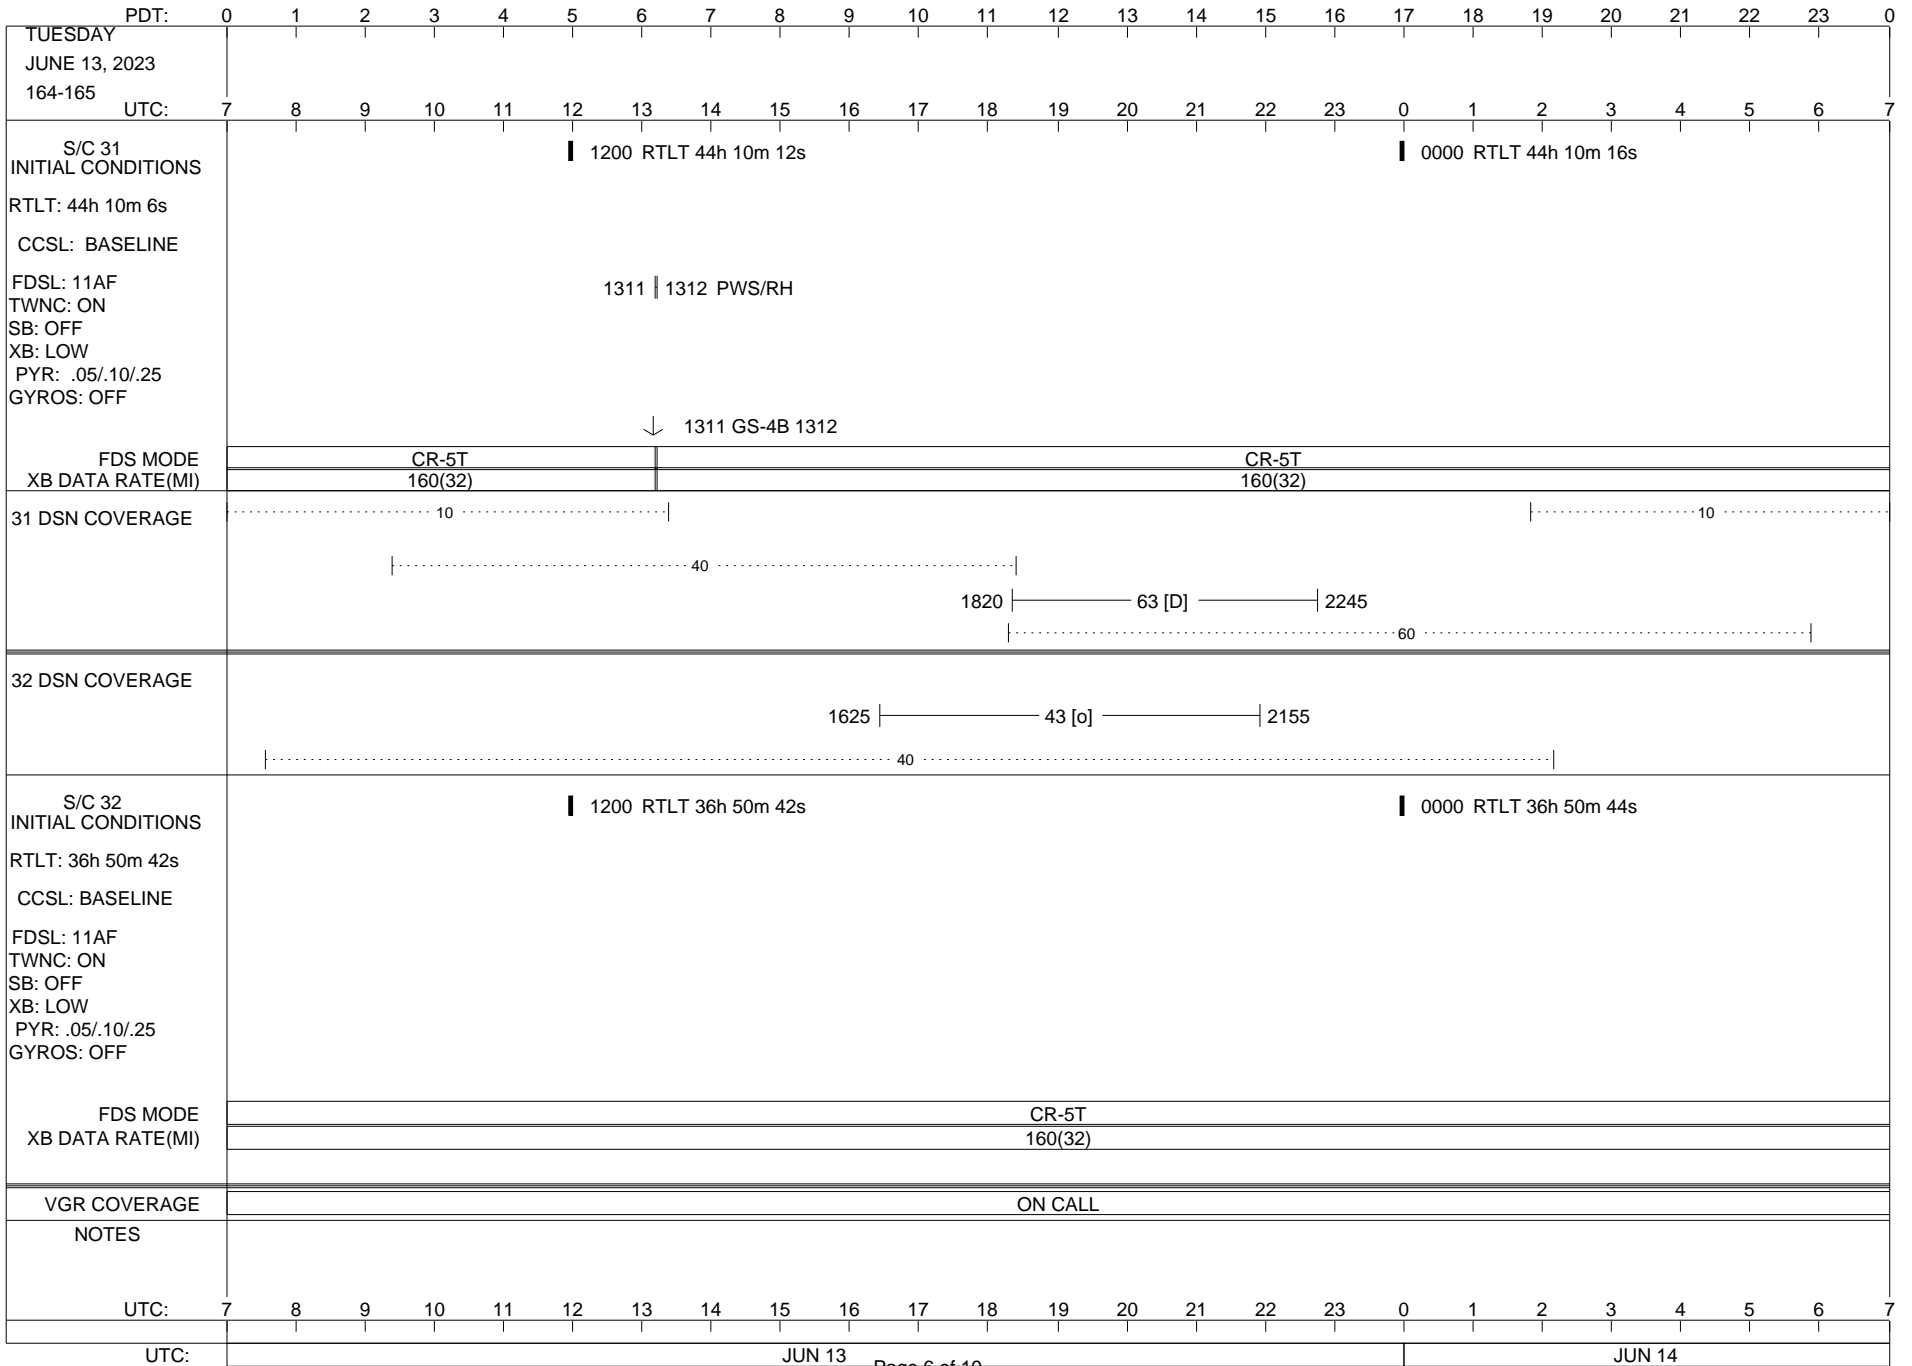 PDT: 0 1 2 3 4 5 6 7 8 9 10 11 12 13 14 15 16 17 18 19 20 21 22 23 0
TUESDAY
JUNE 13, 2023
164-165
UTC: 7 8 9 10 11 12 13 14 15 16 17 18 19 20 21 22 23 0 1 2 3 4 5 6 7
S/C 31
INITIAL CONDITIONS
1200 RTLT 44h 10m 12s
0000 RTLT 44h 10m 16s
RTLT: 44h 10m 6s
CCSL: BASELINE
FDSL: 11AF
1311 1312 PWS/RH
TWNC: ON
SB: OFF
XB: LOW
PYR: .05/.10/.25
GYROS: OFF
1311 GS-4B 1312
FDS MODE CR-5T CR-5T
XB DATA RATE(MI) 160(32) 160(32)
31 DSN COVERAGE 10 10
40
1820 63 [D] 2245
60
32 DSN COVERAGE
1625 43 [o] 2155
40
S/C 32
INITIAL CONDITIONS
1200 RTLT 36h 50m 42s
0000 RTLT 36h 50m 44s
RTLT: 36h 50m 42s
CCSL: BASELINE
FDSL: 11AF
TWNC: ON
SB: OFF
XB: LOW
PYR: .05/.10/.25
GYROS: OFF
FDS MODE CR-5T
XB DATA RATE(MI) 160(32)
VGR COVERAGE ON CALL
NOTES
UTC: 7 8 9 10 11 12 13 14 15 16 17 18 19 20 21 22 23 0 1 2 3 4 5 6 7
UTC: JUN 13 JUN 14
Page 6 of 19